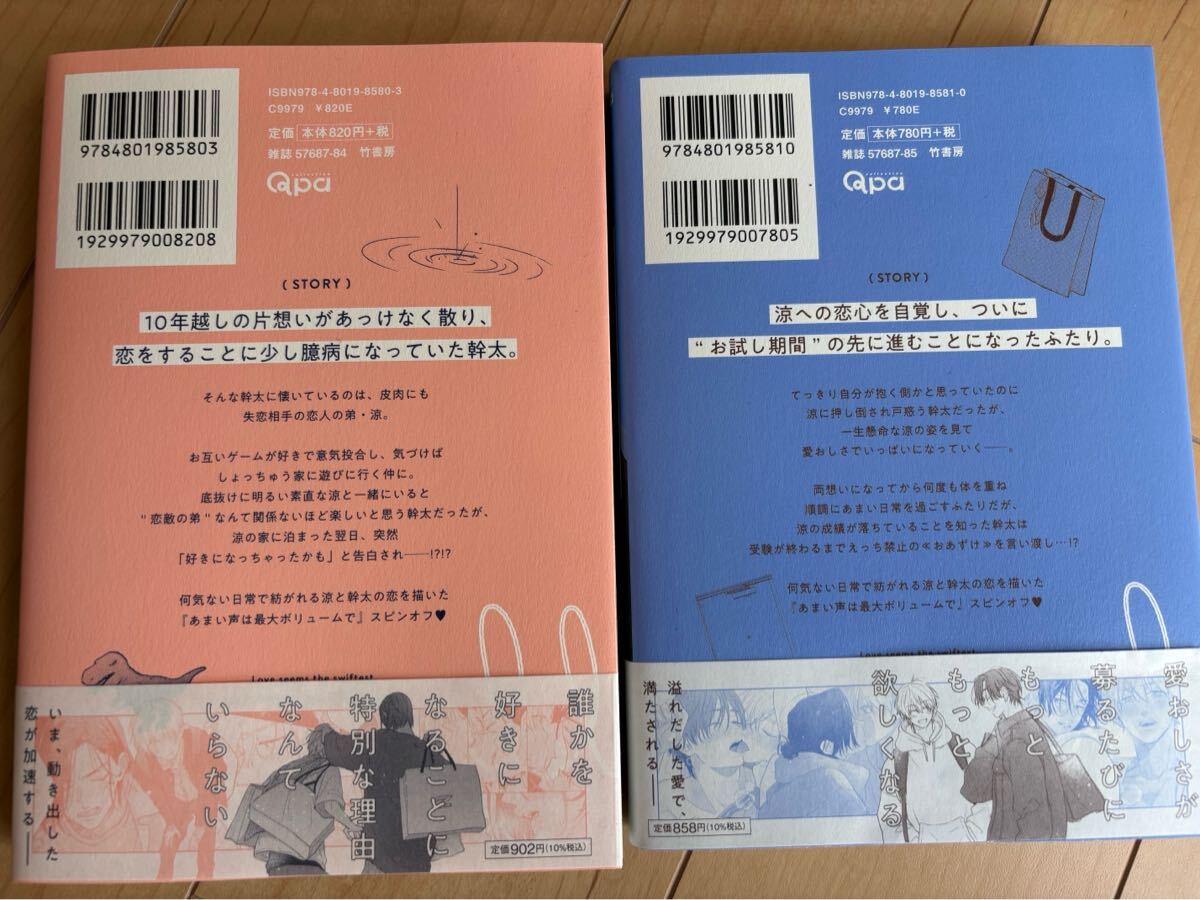 ISBN978-4-8019-8580-3
C9979 ¥820E
定価 本体820円+税
雑誌 57687-84 竹書房
Qpa
collection
9784801985803
1929979008208
(STORY)
10年越しの片想いがあっけなく散り、
恋をすることに少し臆病になっていた幹太。
そんな幹太に懐いているのは、皮肉にも
失恋相手の恋人の弟・涼。
お互いゲームが好きで意気投合し、気づけば
しょっちゅう家に遊びに行く仲に。
底抜けに明るい素直な涼と一緒にいると
“恋敵の弟”なんて関係ないほど楽しいと思う幹太だったが、
涼の家に泊まった翌日、突然
「好きになっちゃったかも」と告白され──!?!?
何気ない日常で紡がれる涼と幹太の恋を描いた
『あまい声は最大ボリュームで』スピンオフ♥
Love seems the swiftest
誰かを
好きに
なることに
特別な理由
なんて
いらない
いま、動き出した
恋が加速する──
定価902円(10%税込)
ISBN978-4-8019-8581-0
C9979 ¥780E
定価 本体780円+税
雑誌 57687-85 竹書房
Qpa
collection
9784801985810
1929979007805
(STORY)
涼への恋心を自覚し、ついに
“お試し期間”の先に進むことになったふたり。
てっきり自分が抱く側かと思っていたのに
涼に押し倒され戸惑う幹太だったが、
一生懸命な涼の姿を見て
愛おしさでいっぱいになっていく──。
両想いになってから何度も体を重ね
順調にあまい日常を過ごすふたりだが、
涼の成績が落ちていることを知った幹太は
受験が終わるまでえっち禁止の≪おあずけ≫を言い渡し…!?
何気ない日常で紡がれる涼と幹太の恋を描いた
『あまい声は最大ボリュームで』スピンオフ♥
Love seems the swiftest
愛おしさが
募るたびに
もっと
もっと
欲しくなる
溢れだした愛で、
満たされる──
定価858円(10%税込)